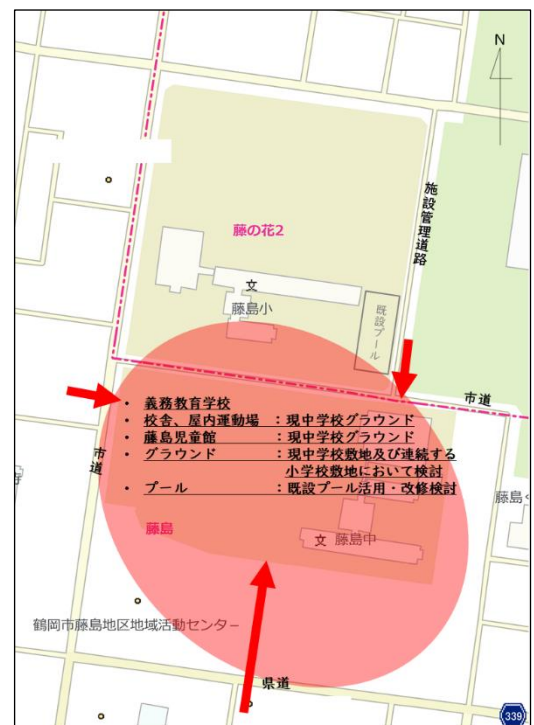 N
施設管理道路
藤の花2
文
藤島小
既設プール
市道
・ 義務教育学校
・ 校舎、屋内運動場 ：現中学校グラウンド
・ 藤島児童館 ：現中学校グラウンド
・ グラウンド ：現中学校敷地及び連続する
小学校敷地において検討
・ プール ：既設プール活用・改修検討
市道
藤島
藤島
文 藤島中
鶴岡市藤島地区地域活動センター
県道
339